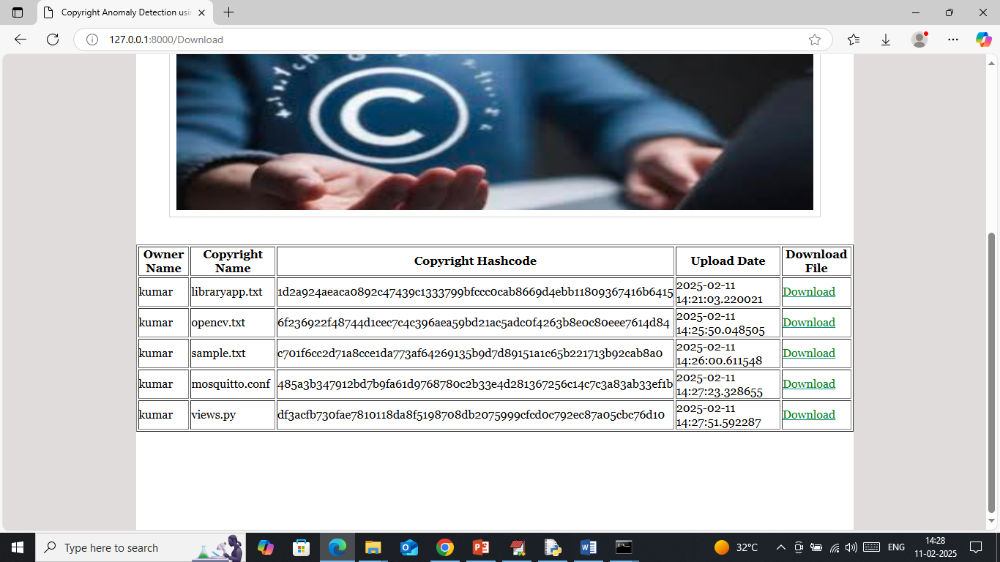 Copyright Anomaly Detection usi
127.0.0.1:8000/Download
C
Owner Name
Copyright Name
Copyright Hashcode
Upload Date
Download File
kumar
libraryapp.txt
1d2a924aeaca0892c47439c1333799bfccc0cab8669d4ebb11809367416b6415
2025-02-11
14:21:03.220021
Download
kumar
opencv.txt
6f236922f48744d1cec7c4c396aea59bd21ac5adc0f4263b8e0c80eee7614d84
2025-02-11
14:25:50.048505
Download
kumar
sample.txt
c701f6cc2d71a8cce1da773af64269135b9d7d89151a1c65b221713b92cab8a0
2025-02-11
14:26:00.611548
Download
kumar
mosquitto.conf
485a3b347912bd7b9fa61d9768780c2b33e4d281367256c14c7c3a83ab33ef1b
2025-02-11
14:27:23.328655
Download
kumar
views.py
df3acfb730fae7810118da8f5198708db2075999cfcd0c792ec87a05cbc76d10
2025-02-11
14:27:51.592287
Download
Type here to search
32°C
ENG
14:28
11-02-2025